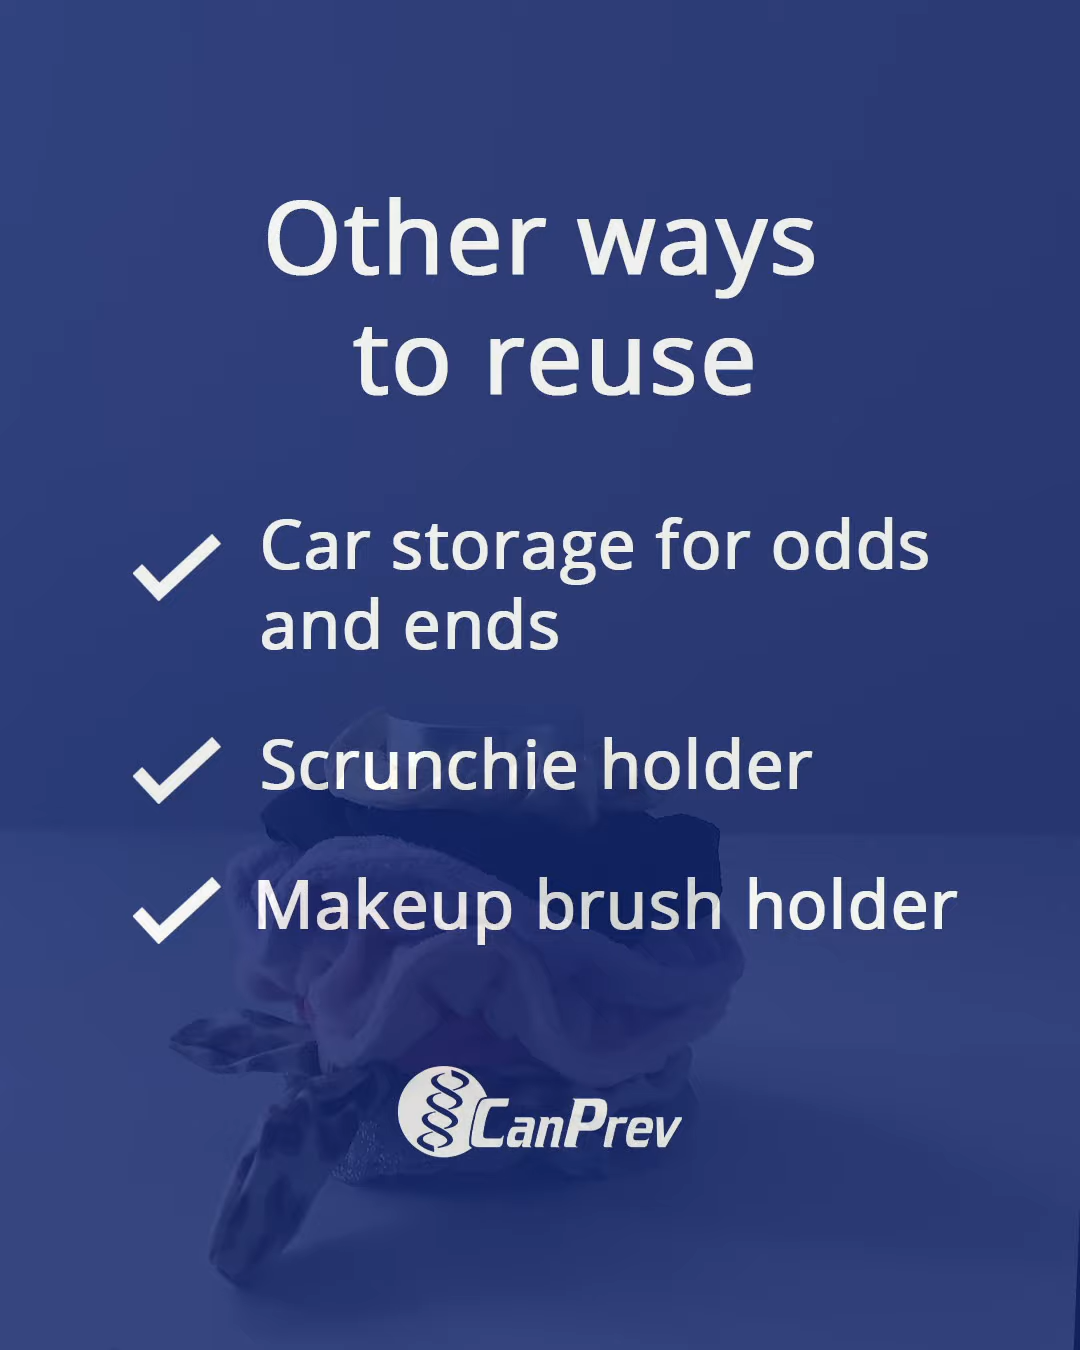 Other ways
to reuse
Car storage for odds
and ends
Scrunchie holder
Makeup brush holder
CanPrev